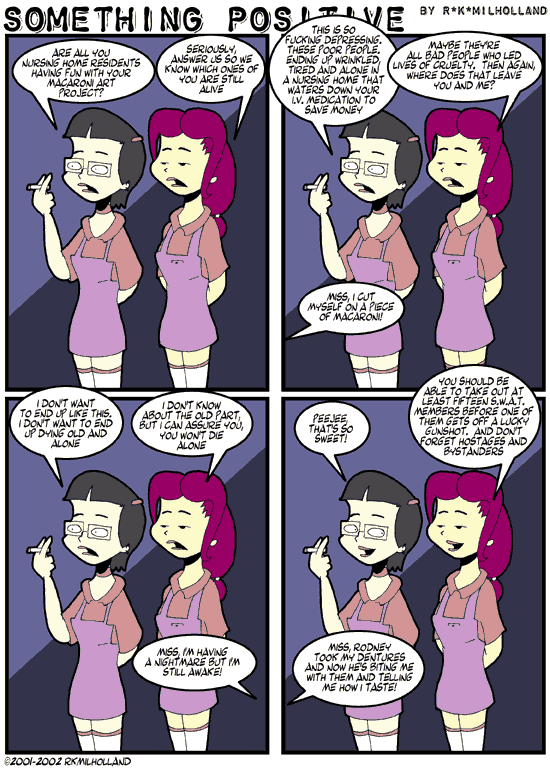 SOMETHING POSITIVE BY R*K*MILHOLLAND
ARE ALL YOU
NURSING HOME RESIDENTS
HAVING FUN WITH YOUR
MACARONI ART
PROJECT?
SERIOUSLY,
ANSWER US SO WE
KNOW WHICH ONES OF
YOU ARE STILL
ALIVE
THIS IS SO
FUCKING DEPRESSING.
THESE POOR PEOPLE,
ENDING UP WRINKLED,
TIRED AND ALONE IN
A NURSING HOME THAT
WATERS DOWN YOUR
I.V. MEDICATION TO
SAVE MONEY
MAYBE THEY'RE
ALL BAD PEOPLE WHO LED
LIVES OF CRUELTY. THEN AGAIN,
WHERE DOES THAT LEAVE
YOU AND ME?
MISS, I CUT
MYSELF ON A PIECE
OF MACARONI!
I DON'T WANT
TO END UP LIKE THIS.
I DON'T WANT TO END
UP DYING OLD AND
ALONE
I DON'T KNOW
ABOUT THE OLD PART,
BUT I CAN ASSURE YOU,
YOU WON'T DIE
ALONE
MISS, I'M HAVING
A NIGHTMARE BUT I'M
STILL AWAKE!
PEEJEE,
THAT'S SO
SWEET!
YOU SHOULD BE
ABLE TO TAKE OUT AT
LEAST FIFTEEN S.W.A.T.
MEMBERS BEFORE ONE
OF THEM GETS OFF A LUCKY
GUNSHOT. AND DON'T
FORGET HOSTAGES AND
BYSTANDERS
MISS, RODNEY
TOOK MY DENTURES
AND NOW HE'S BITING ME
WITH THEM AND TELLING
ME HOW I TASTE!
©2001-2002 RKMILHOLLAND